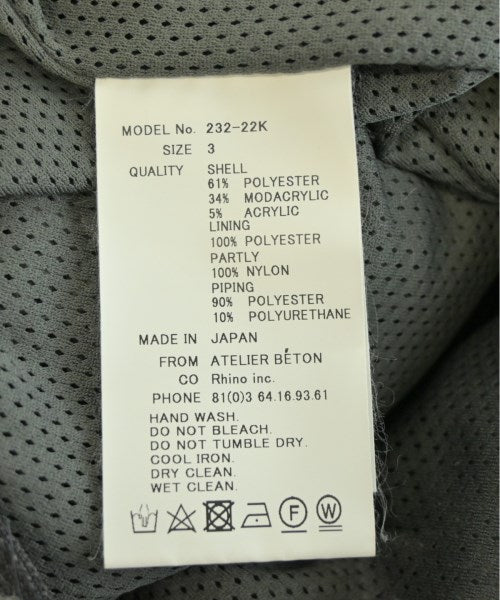 MODEL No. 232-22K
SIZE 3
QUALITY SHELL
61% POLYESTER
34% MODACRYLIC
5% ACRYLIC
LINING
100% POLYESTER
PARTLY
100% NYLON
PIPING
90% POLYESTER
10% POLYURETHANE
MADE IN JAPAN
FROM ATELIER BÉTON
CO Rhino inc.
PHONE 81(0)3 64.16.93.61
HAND WASH.
DO NOT BLEACH.
DO NOT TUMBLE DRY.
COOL IRON.
DRY CLEAN.
WET CLEAN.
F W